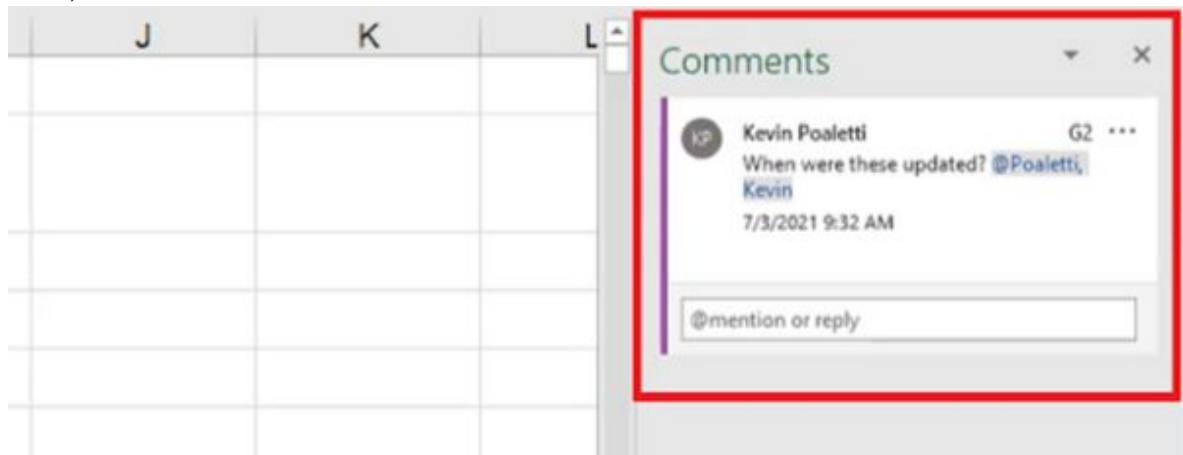 J K L
Comments
KP Kevin Poaletti G2 ...
When were these updated? @Poaletti,
Kevin
7/3/2021 9:32 AM
@mention or reply